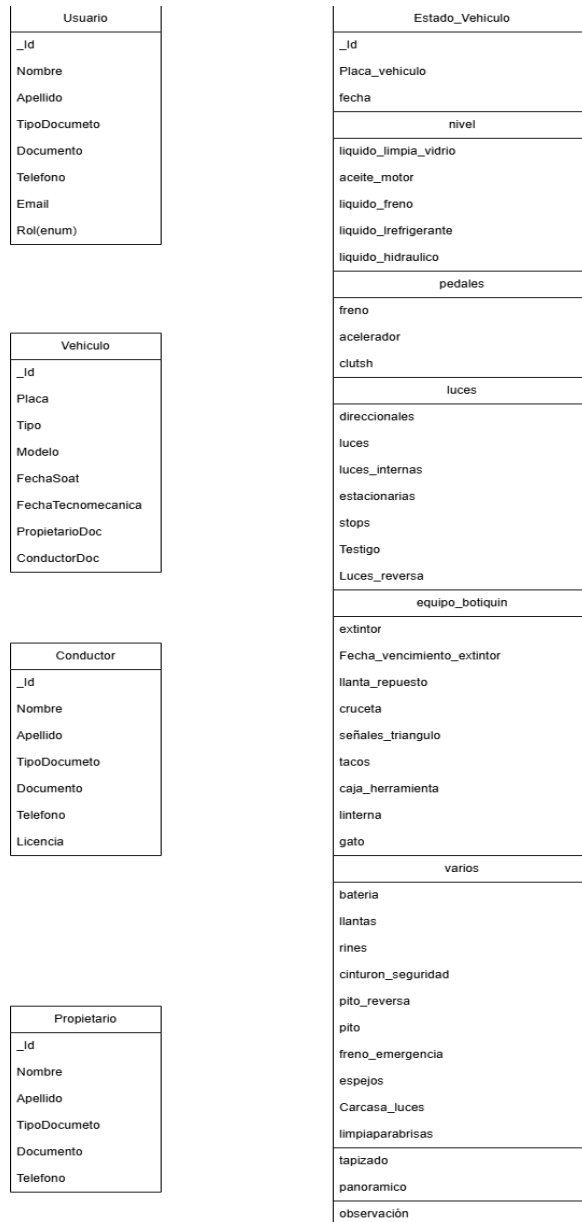 Usuario
_Id
Nombre
Apellido
TipoDocumeto
Documento
Telefono
Email
Rol(enum)
Vehiculo
_Id
Placa
Tipo
Modelo
FechaSoat
FechaTecnomecanica
PropietarioDoc
ConductorDoc
Conductor
_Id
Nombre
Apellido
TipoDocumeto
Documento
Telefono
Licencia
Propietario
_Id
Nombre
Apellido
TipoDocumeto
Documento
Telefono
Estado_Vehiculo
_Id
Placa_vehiculo
fecha
nivel
liquido_limpia_vidrio
aceite_motor
liquido_freno
liquido_lrefrigerante
liquido_hidraulico
pedales
freno
acelerador
clutsh
luces
direccionales
luces
luces_internas
estacionarias
stops
Testigo
Luces_reversa
equipo_botiquin
extintor
Fecha_vencimiento_extintor
llanta_repuesto
cruceta
señales_triangulo
tacos
caja_herramienta
linterna
gato
varios
bateria
llantas
rines
cinturon_seguridad
pito_reversa
pito
freno_emergencia
espejos
Carcasa_luces
limpiaparabrisas
tapizado
panoramico
observación